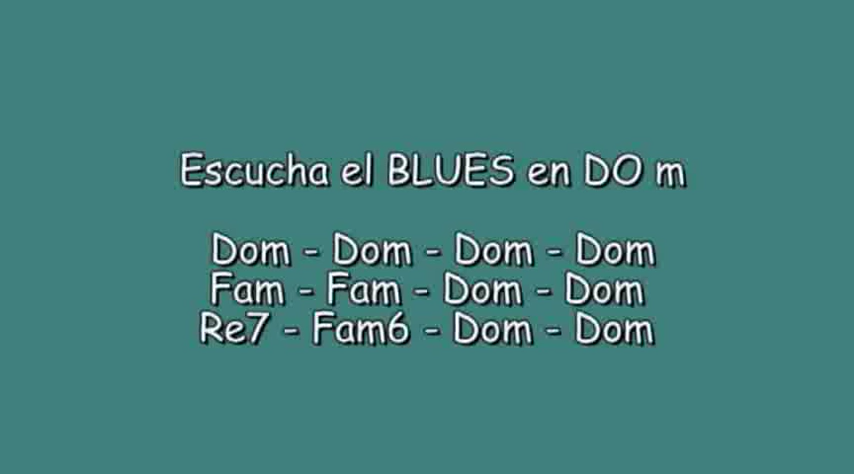 Escucha el BLUES en DO m
Dom - Dom - Dom - Dom
Fam - Fam - Dom - Dom
Re7 - Fam6 - Dom - Dom